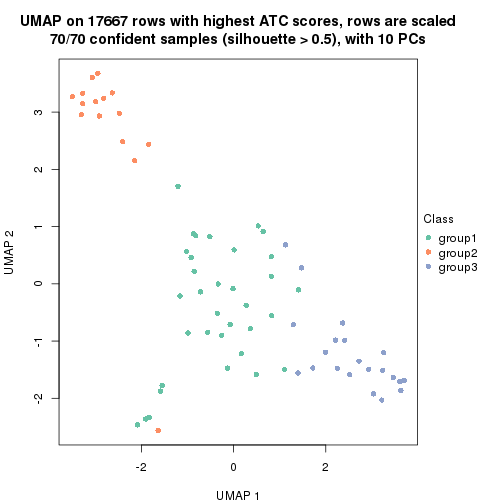 UMAP on 17667 rows with highest ATC scores, rows are scaled
70/70 confident samples (silhouette > 0.5), with 10 PCs
3
2
1
0
-1
-2
UMAP 2
-2
0
2
UMAP 1
Class
group1
group2
group3